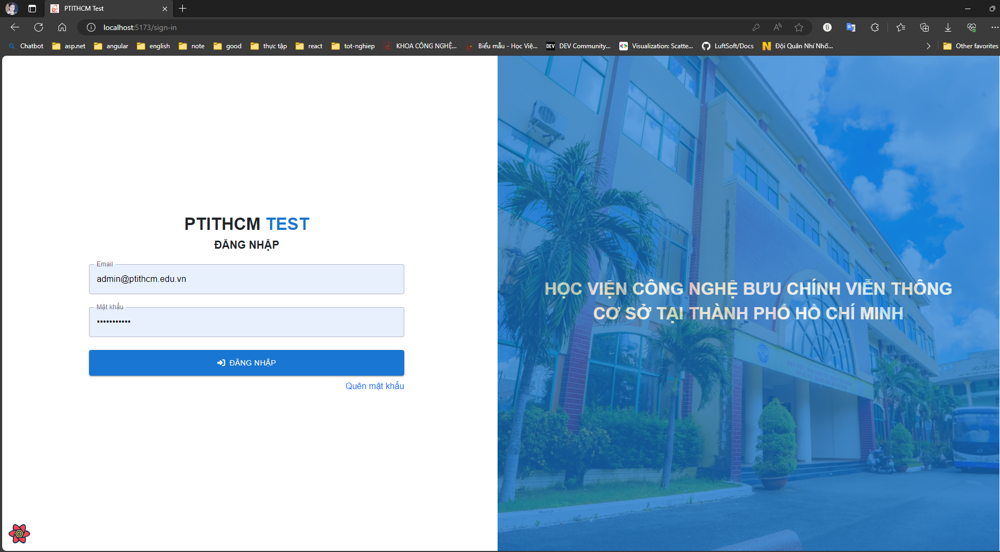 PTITHCM Test
localhost:5173/sign-in
Chatbot
asp.net
angular
english
note
good
thực tập
react
tot-nghiep
KHOA CÔNG NGHỆ...
Biểu mẫu - Học Việ...
DEV Community...
Visualization: Scatte...
LuftSoft/Docs
Đội Quân Nhí Nhố...
Other favorites
PTITHCM TEST
ĐĂNG NHẬP
Email
admin@ptithcm.edu.vn
Mật khẩu
•••••••••••
ĐĂNG NHẬP
Quên mật khẩu
HỌC VIỆN CÔNG NGHỆ BƯU CHÍNH VIỄN THÔNG
CƠ SỞ TẠI THÀNH PHỐ HỒ CHÍ MINH